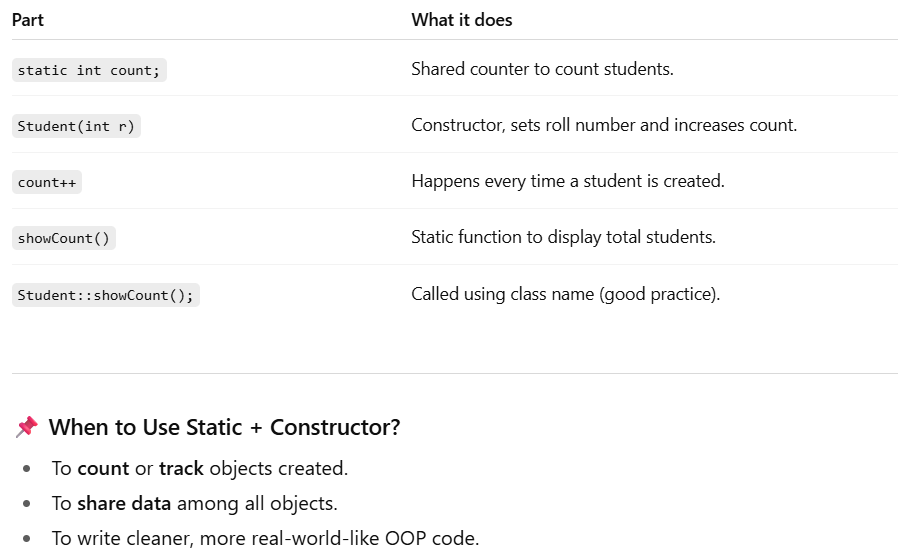 Part What it does
static int count; Shared counter to count students.
Student(int r) Constructor, sets roll number and increases count.
count++ Happens every time a student is created.
showCount() Static function to display total students.
Student::showCount(); Called using class name (good practice).
📌 When to Use Static + Constructor?
• To count or track objects created.
• To share data among all objects.
• To write cleaner, more real-world-like OOP code.